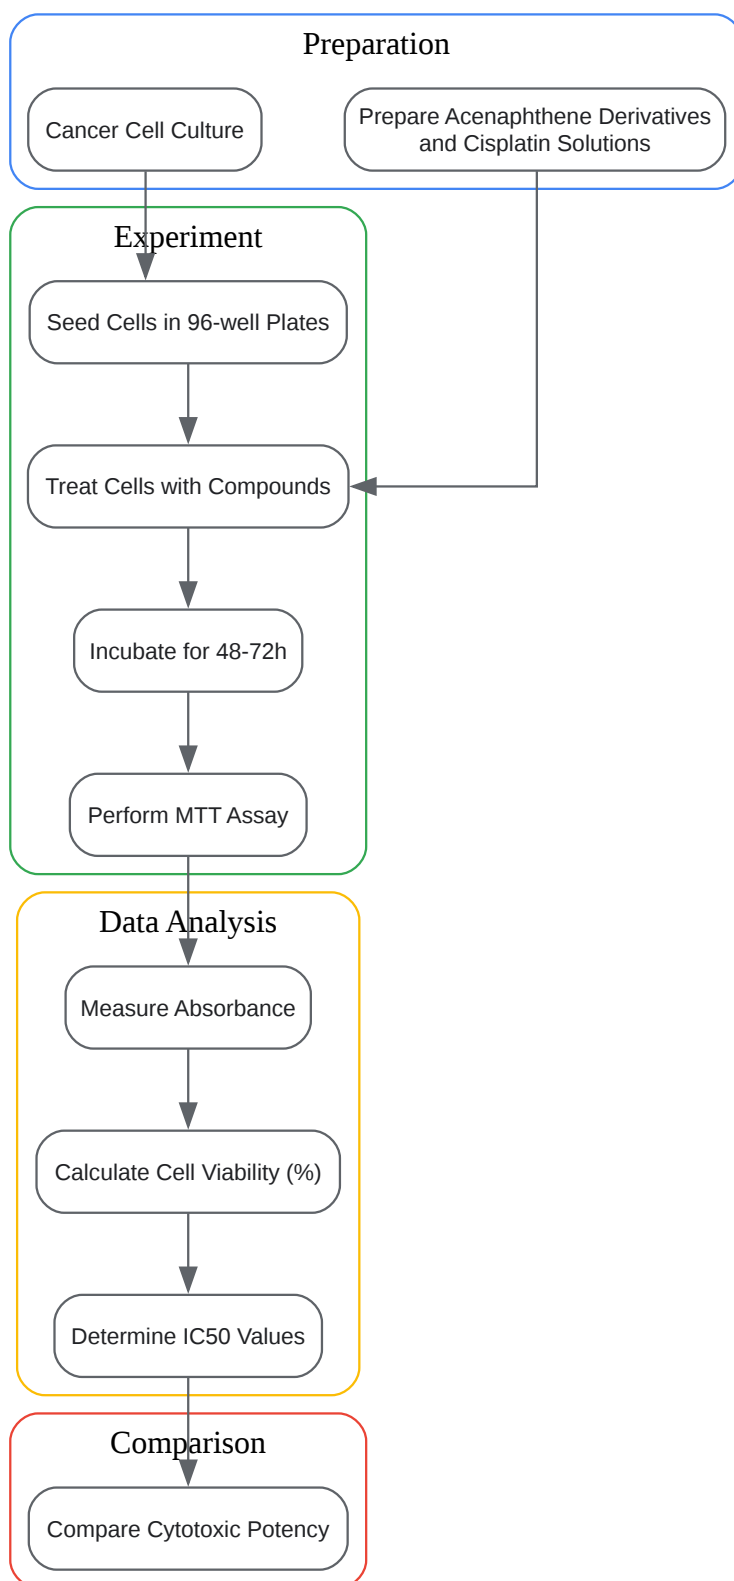 Preparation
Cancer Cell Culture
Prepare Acenaphthene Derivatives
and Cisplatin Solutions
Experiment
Seed Cells in 96-well Plates
Treat Cells with Compounds
Incubate for 48-72h
Perform MTT Assay
Data Analysis
Measure Absorbance
Calculate Cell Viability (%)
Determine IC50 Values
Comparison
Compare Cytotoxic Potency